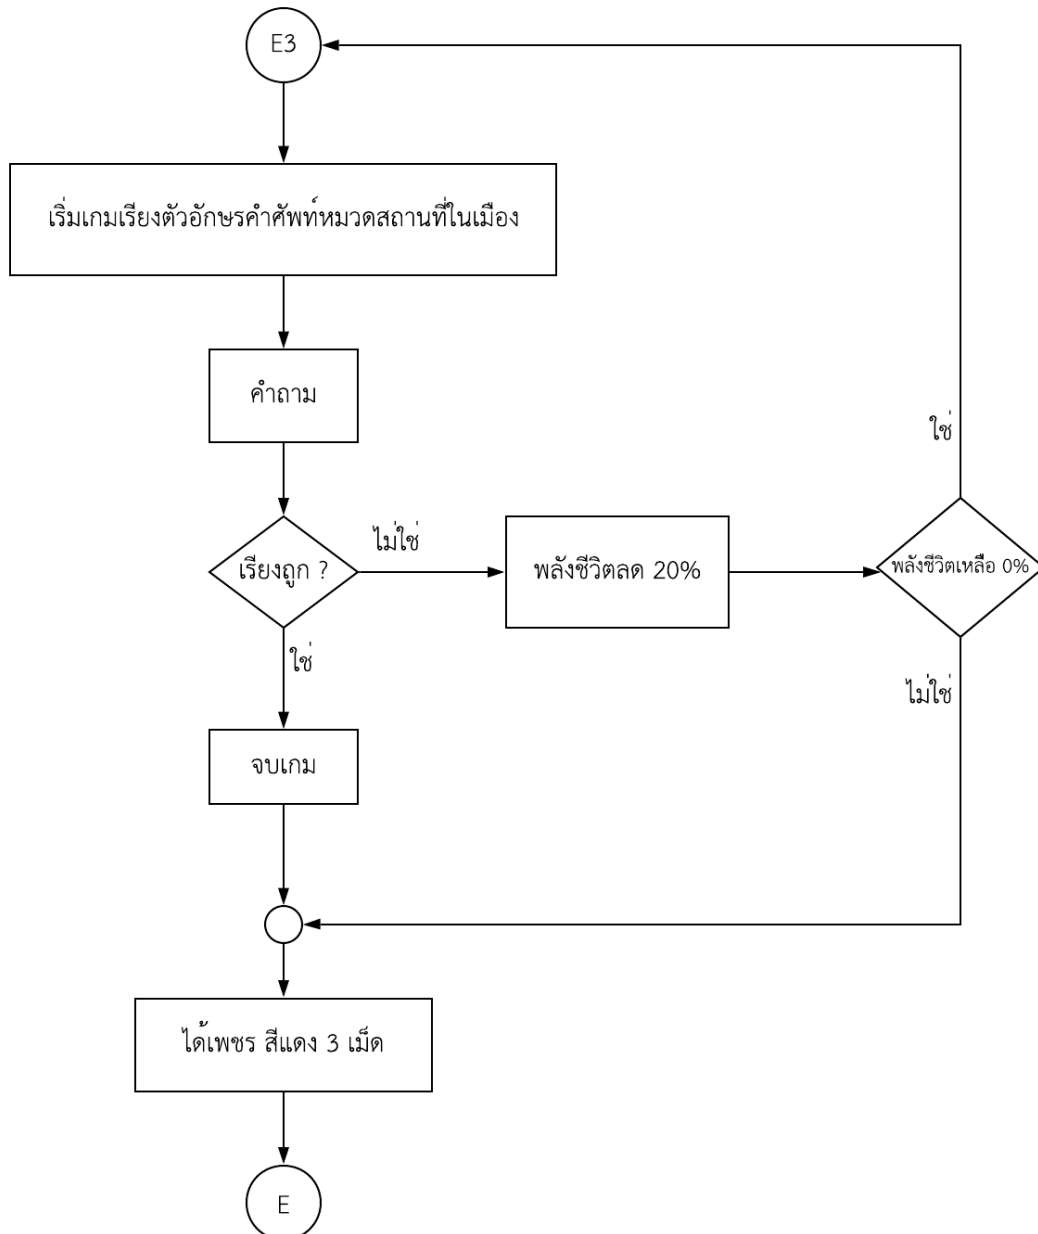 E3
เริ่มเกมเรียงตัวอักษรคำศัพท์หมวดสถานที่ในเมือง
คำถาม
ใช่
ไม่ใช่
เรียงถูก ?
พลังชีวิตลด 20%
พลังชีวิตเหลือ 0%
ใช่
ไม่ใช่
จบเกม
ได้เพชร สีแดง 3 เม็ด
E